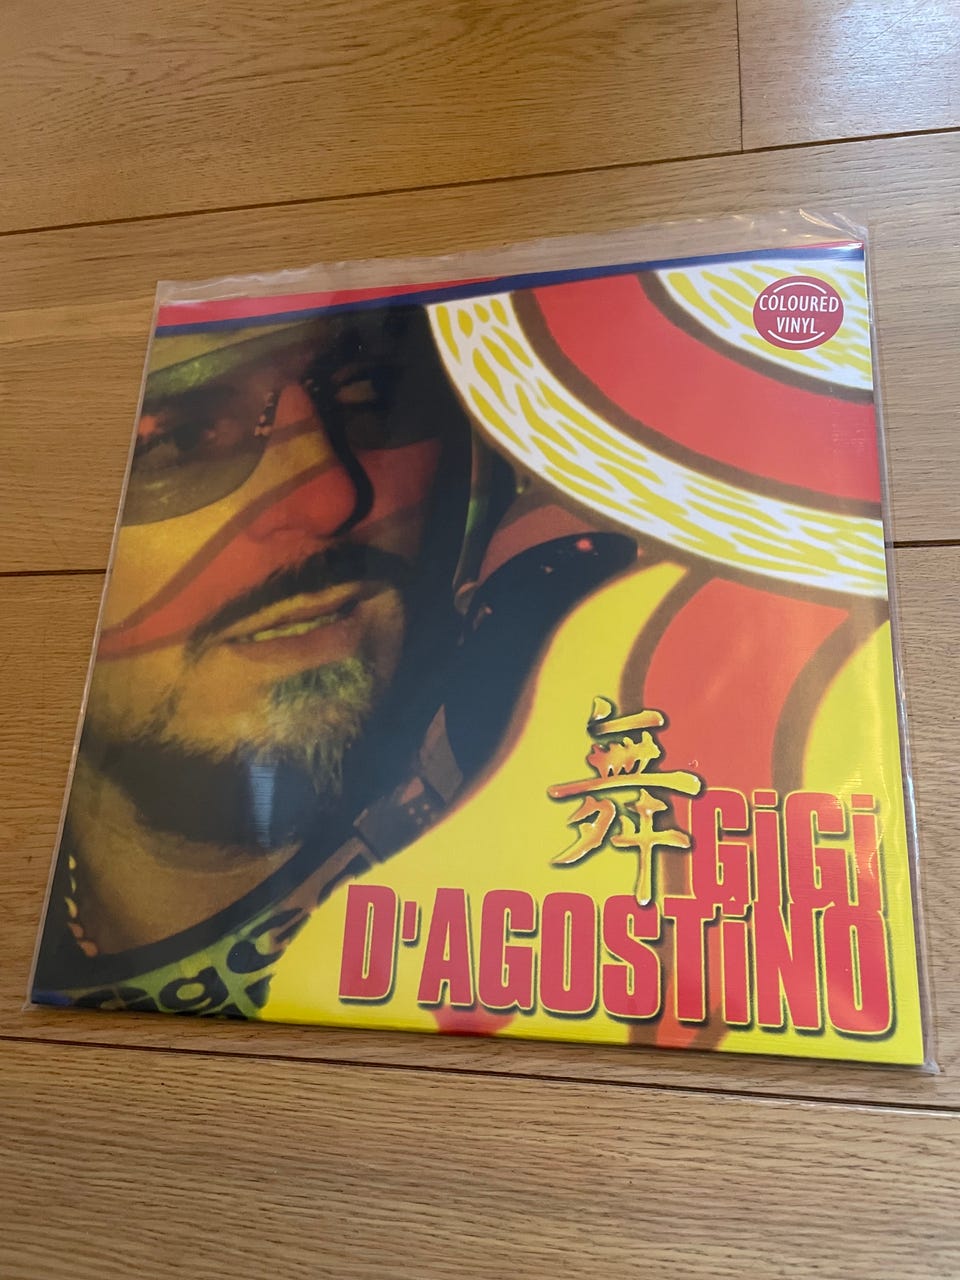 COLOURED
VINYL
舞
GiGi
D'AGOSTiNO